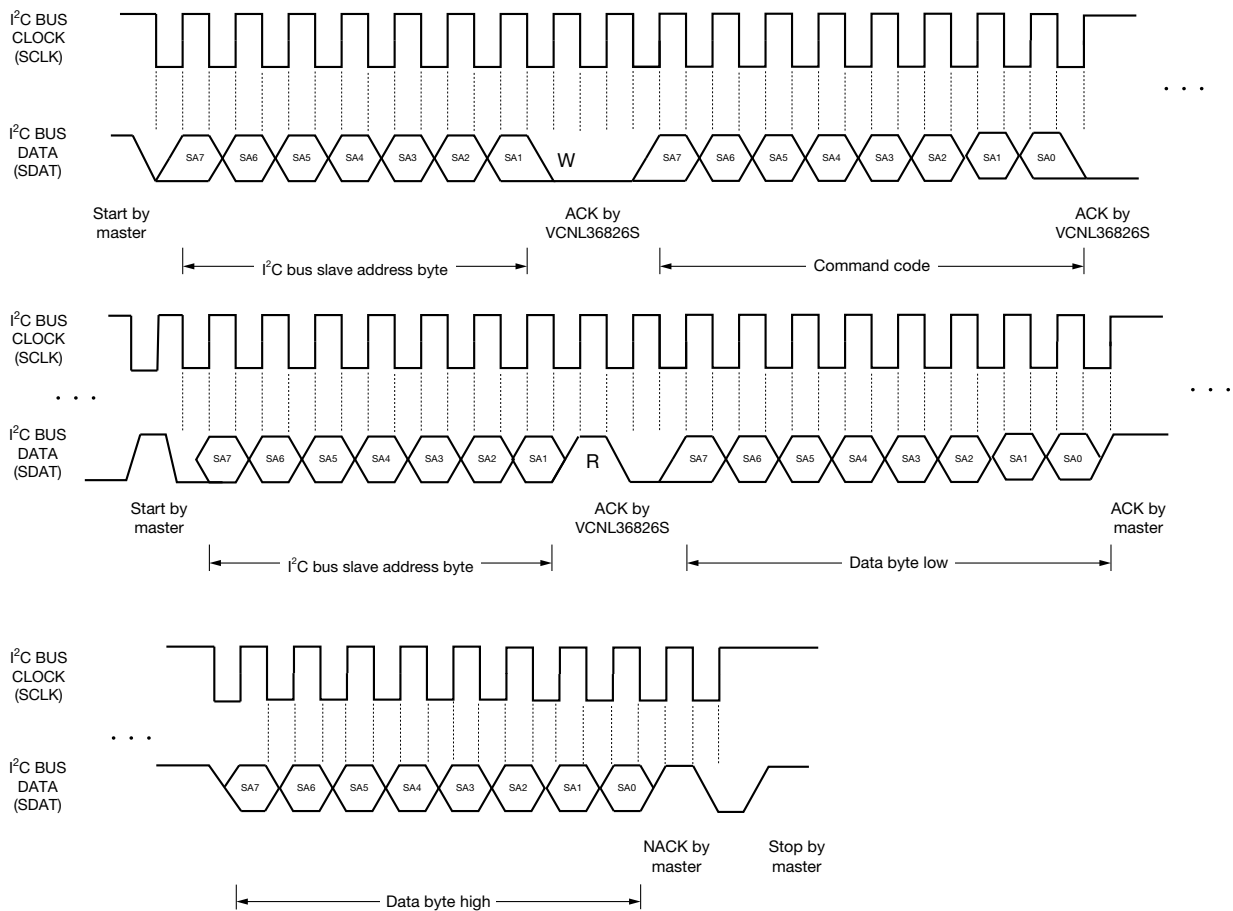 I²C BUS
CLOCK
(SCLK)
. . .
I²C BUS
DATA
(SDAT)
SA7 SA6 SA5 SA4 SA3 SA2 SA1 W SA7 SA6 SA5 SA4 SA3 SA2 SA1 SA0
Start by
master
ACK by
VCNL36826S
ACK by
VCNL36826S
I²C bus slave address byte
Command code
I²C BUS
CLOCK
(SCLK)
. . .
. . .
I²C BUS
DATA
(SDAT)
SA7 SA6 SA5 SA4 SA3 SA2 SA1 R SA7 SA6 SA5 SA4 SA3 SA2 SA1 SA0
Start by
master
ACK by
VCNL36826S
ACK by
master
I²C bus slave address byte
Data byte low
I²C BUS
CLOCK
(SCLK)
. . .
I²C BUS
DATA
(SDAT)
SA7 SA6 SA5 SA4 SA3 SA2 SA1 SA0
NACK by
master
Stop by
master
Data byte high